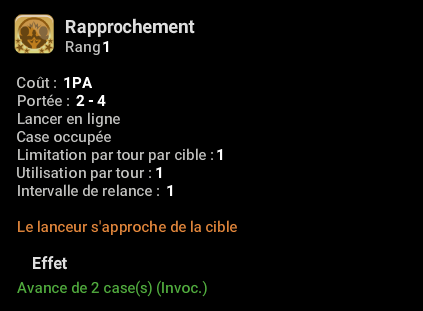 Rapprochement
Rang 1
Coût : 1PA
Portée : 2 - 4
Lancer en ligne
Case occupée
Limitation par tour par cible : 1
Utilisation par tour : 1
Intervalle de relance : 1
Le lanceur s'approche de la cible
Effet
Avance de 2 case(s) (Invoc.)